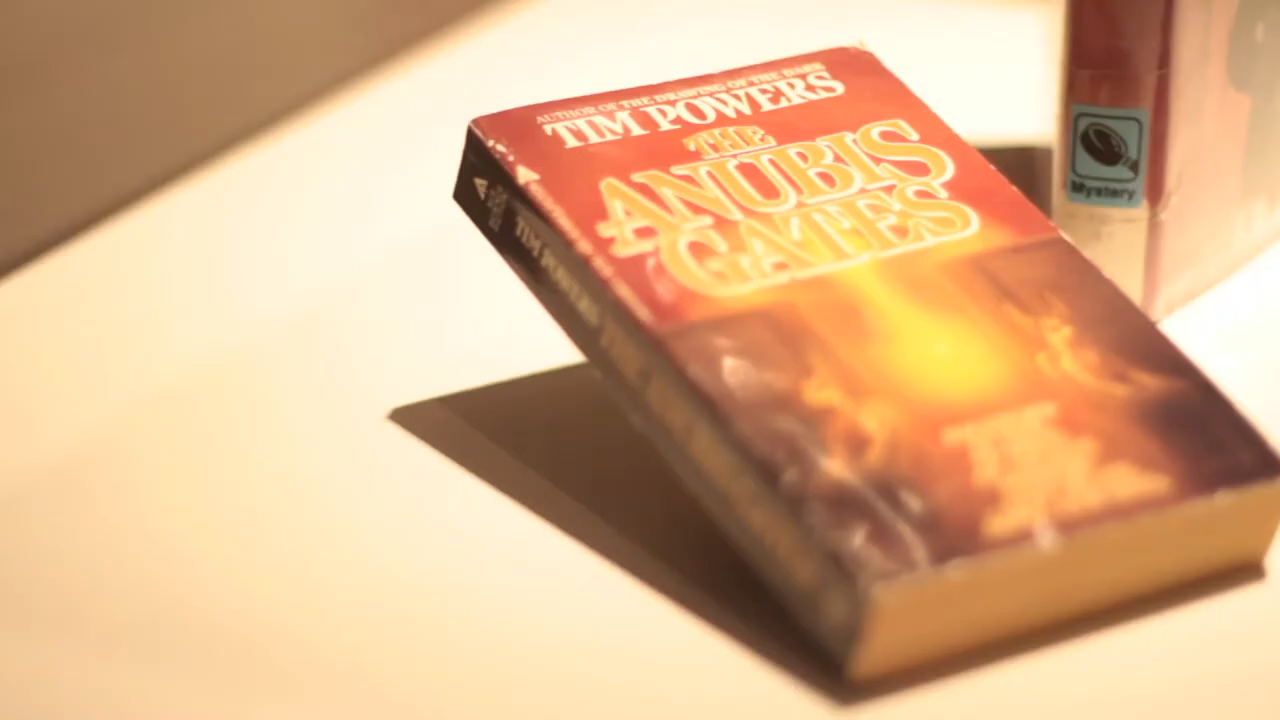 AUTHOR OF THE DRAWING OF THE DARK
TIM POWERS
THE
ANUBIS
GATES
TIM POWERS
Mystery